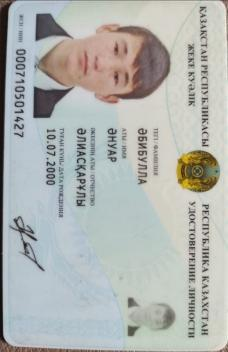 ҚАЗАҚСТАН РЕСПУБЛИКАСЫ
ЖЕКЕ КУӘЛІК
РЕСПУБЛИКА КАЗАХСТАН
УДОСТОВЕРЕНИЕ ЛИЧНОСТИ
ТЕГІ / ФАМИЛИЯ
ӘБИБУЛЛА
АТЫ / ИМЯ
ӘНУАР
ӘКЕСІНІҢ АТЫ / ОТЧЕСТВО
ӘЛИАСҚАРҰЛЫ
ТУҒАН КҮНІ / ДАТА РОЖДЕНИЯ
10.07.2000
ЖСН / ИИН
000710501427